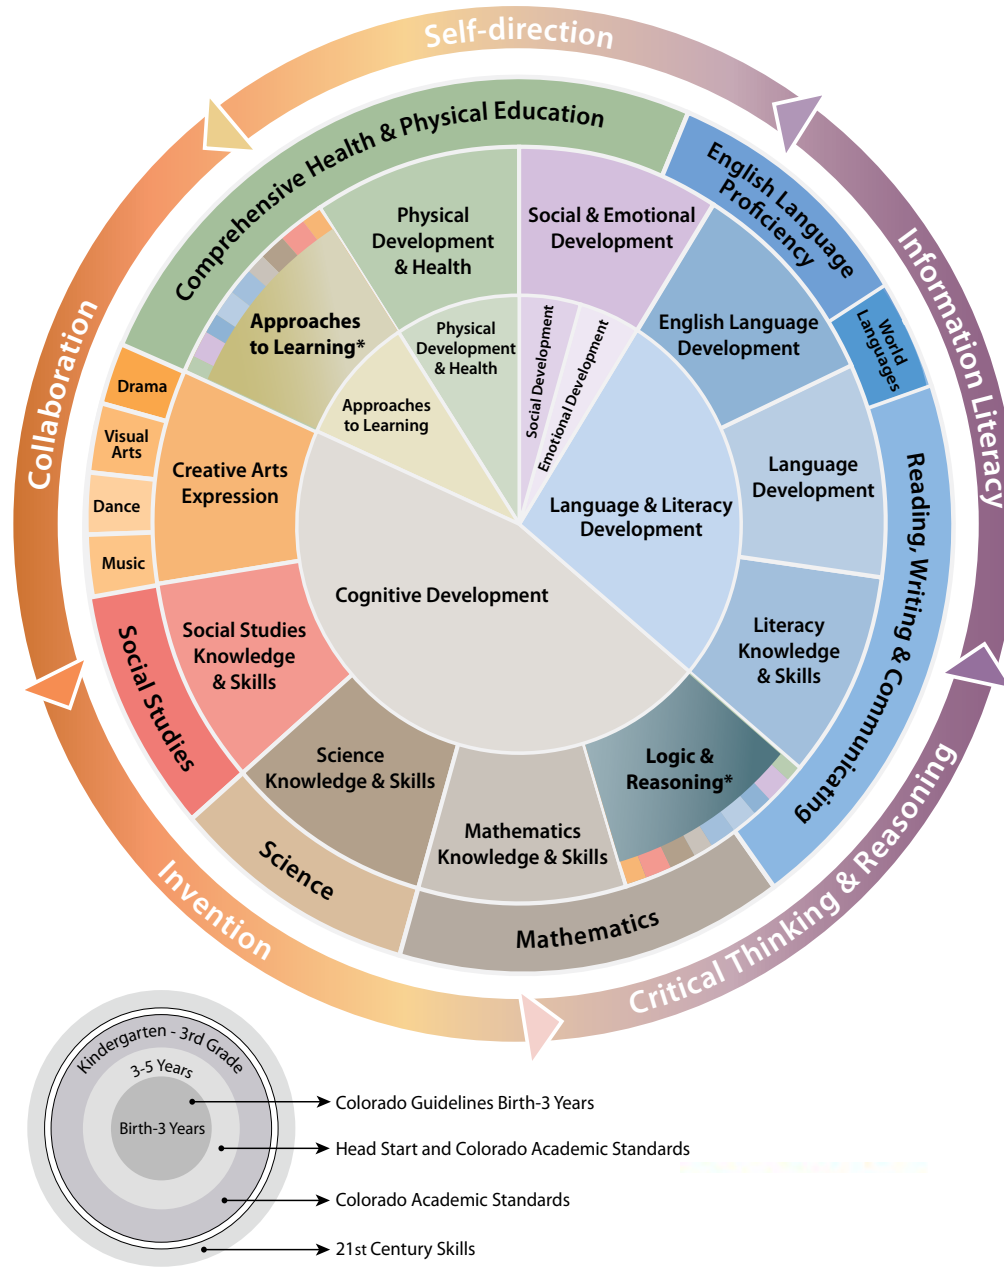 Self-direction
Information Literacy
Critical Thinking & Reasoning
Invention
Collaboration
Comprehensive Health & Physical Education
English Language
Proficiency
World
Languages
Reading, Writing & Communicating
Mathematics
Science
Social Studies
Music
Dance
Visual
Arts
Drama
Physical
Development
& Health
Social & Emotional
Development
English Language
Development
Language
Development
Literacy
Knowledge
& Skills
Logic &
Reasoning*
Mathematics
Knowledge & Skills
Science
Knowledge & Skills
Social Studies
Knowledge
& Skills
Creative Arts
Expression
Approaches
to Learning*
Approaches
to Learning
Physical
Development
& Health
Social Development
Emotional Development
Language & Literacy
Development
Cognitive Development
Kindergarten - 3rd Grade
3-5 Years
Birth-3 Years
Colorado Guidelines Birth-3 Years
Head Start and Colorado Academic Standards
Colorado Academic Standards
21st Century Skills